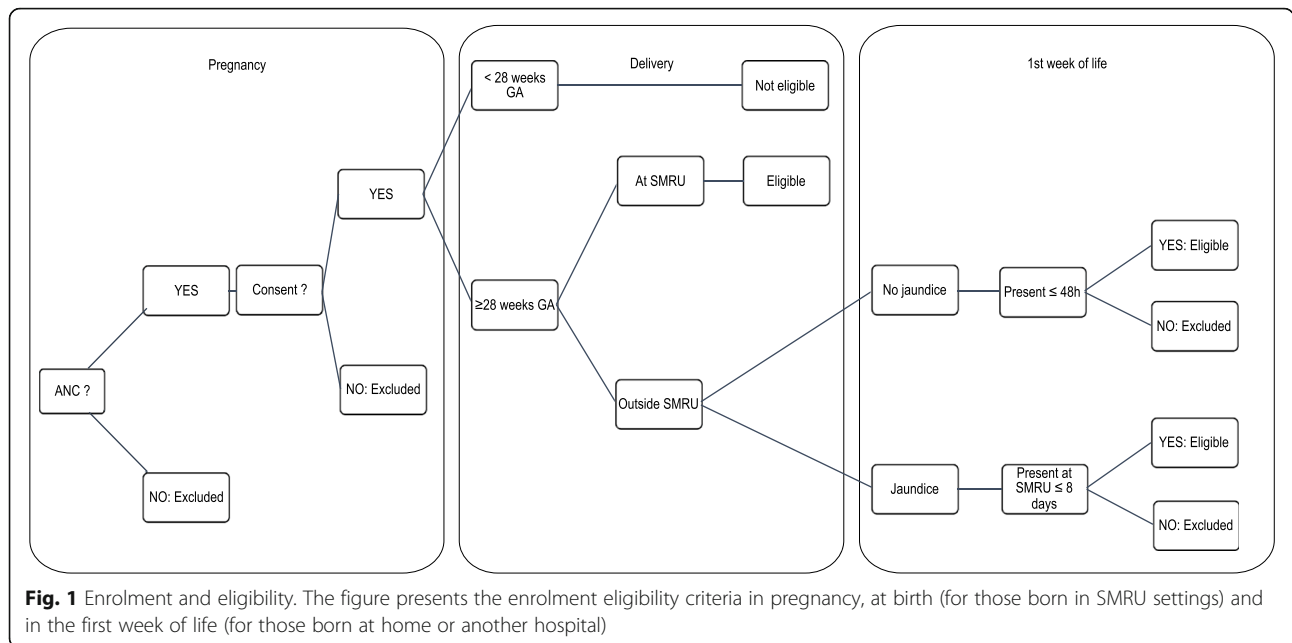 Pregnancy
YES
YES
Consent ?
ANC ?
NO: Excluded
NO: Excluded
Delivery
< 28 weeks
GA
Not eligible
At SMRU
Eligible
≥28 weeks GA
Outside SMRU
1st week of life
No jaundice
Present ≤ 48h
YES: Eligible
NO: Excluded
Jaundice
Present at
SMRU ≤ 8
days
YES: Eligible
NO: Excluded
Fig. 1 Enrolment and eligibility. The figure presents the enrolment eligibility criteria in pregnancy, at birth (for those born in SMRU settings) and
in the first week of life (for those born at home or another hospital)